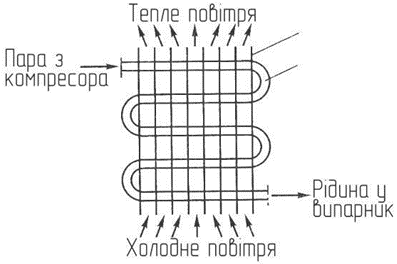 Тепле повітря
Пара з
компресора
Рідина у
випарник
Холодне повітря